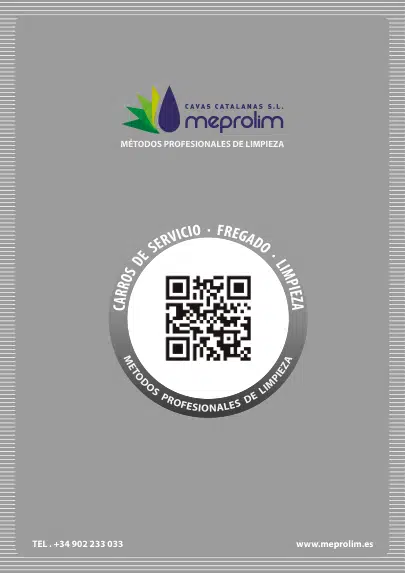 CAVAS CATALANAS S.L.
meprolim
MÉTODOS PROFESIONALES DE LIMPIEZA
CARROS DE SERVICIO · FREGADO · LIMPIEZA
METODOS PROFESIONALES DE LIMPIEZA
TEL . +34 902 233 033
www.meprolim.es